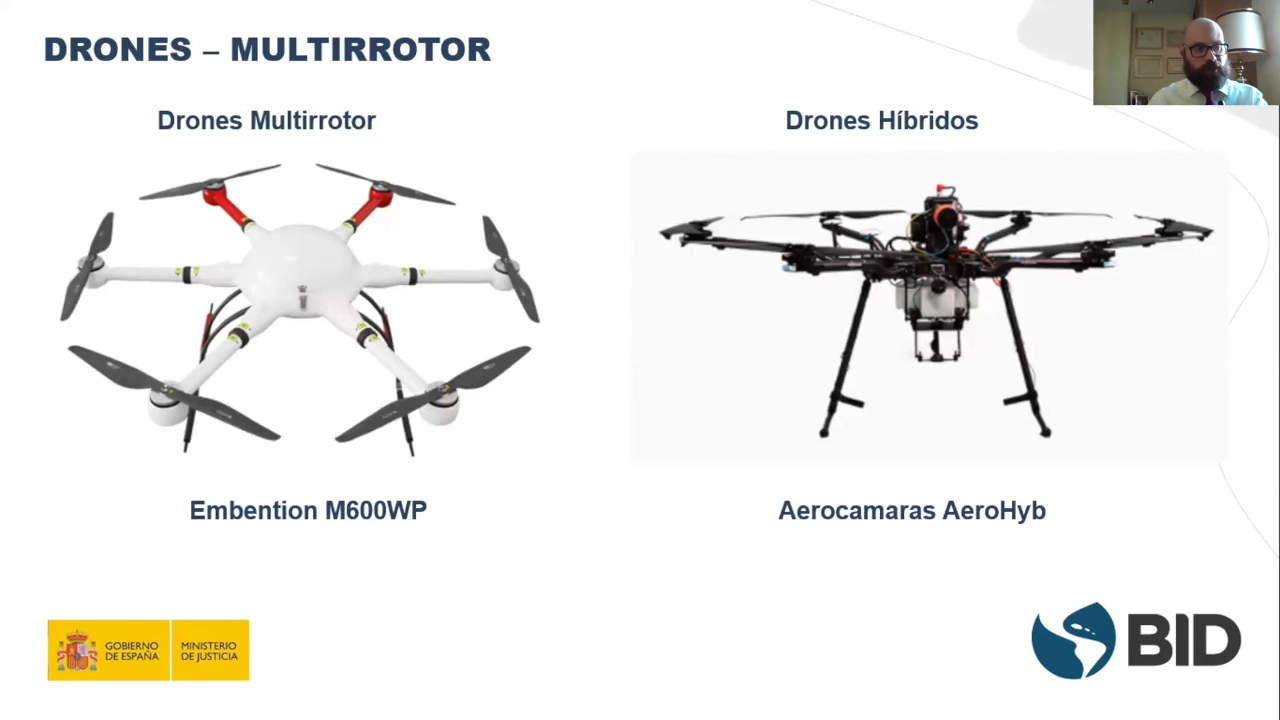 DRONES – MULTIRROTOR
Drones Multirrotor
Drones Híbridos
Embention M600WP
Aerocamaras AeroHyb
GOBIERNO
DE ESPAÑA
MINISTERIO
DE JUSTICIA
BID